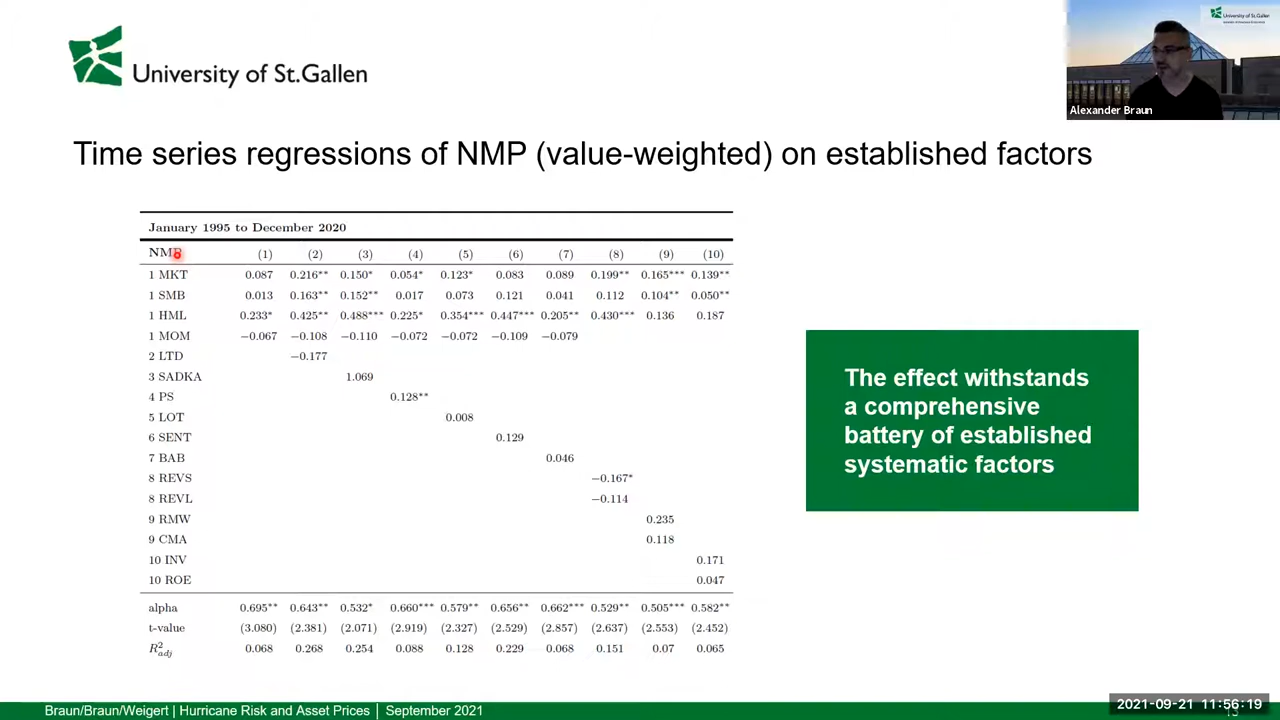 University of St.Gallen
University of St.Gallen
Alexander Braun
Time series regressions of NMP (value-weighted) on established factors
January 1995 to December 2020
NMP (1) (2) (3) (4) (5) (6) (7) (8) (9) (10)
1 MKT 0.087 0.216** 0.150* 0.054* 0.123* 0.083 0.089 0.199** 0.165*** 0.139**
1 SMB 0.013 0.163** 0.152** 0.017 0.073 0.121 0.041 0.112 0.104** 0.050**
1 HML 0.233* 0.425** 0.488*** 0.225* 0.354*** 0.447*** 0.205** 0.430*** 0.136 0.187
1 MOM −0.067 −0.108 −0.110 −0.072 −0.072 −0.109 −0.079
2 LTD −0.177
3 SADKA 1.069
4 PS 0.128**
5 LOT 0.008
6 SENT 0.129
7 BAB 0.046
8 REVS −0.167*
8 REVL −0.114
9 RMW 0.235
9 CMA 0.118
10 INV 0.171
10 ROE 0.047
alpha 0.695** 0.643** 0.532* 0.660*** 0.579** 0.656** 0.662*** 0.529** 0.505*** 0.582**
t-value (3.080) (2.381) (2.071) (2.919) (2.327) (2.529) (2.857) (2.637) (2.553) (2.452)
R²adj 0.068 0.268 0.254 0.088 0.128 0.229 0.068 0.151 0.07 0.065
The effect withstands
a comprehensive
battery of established
systematic factors
Braun/Braun/Weigert | Hurricane Risk and Asset Prices | September 2021
2021-09-21 11:56:19